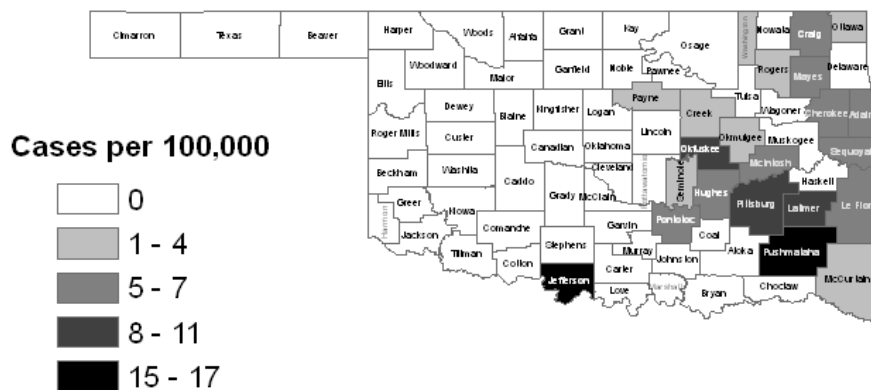 Cimarron
Texas
Beaver
Harper
Woods
Alfalfa
Grant
Kay
Osage
Washington
Nowata
Craig
Ottawa
Woodward
Major
Garfield
Noble
Pawnee
Rogers
Mayes
Delaware
Ellis
Dewey
Blaine
Kingfisher
Logan
Payne
Creek
Tulsa
Wagoner
Cherokee
Adair
Roger Mills
Custer
Canadian
Oklahoma
Lincoln
Okmulgee
Muskogee
Sequoyah
Cases per 100,000
Beckham
Washita
Caddo
Grady
Cleveland
McClain
Pottawatomie
Seminole
Okfuskee
McIntosh
Haskell
0
Greer
Kiowa
Hughes
Pittsburg
Latimer
Le Flore
1 - 4
Harmon
Jackson
Comanche
Stephens
Garvin
Pontotoc
Coal
Pushmataha
5 - 7
Tillman
Cotton
Jefferson
Murray
Carter
Johnston
Atoka
McCurtain
8 - 11
Love
Marshall
Bryan
Choctaw
15 - 17